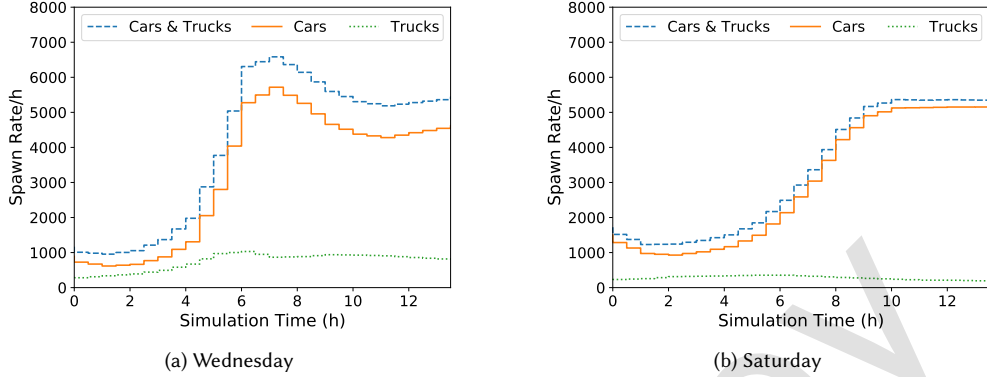 8000
7000
6000
5000
4000
3000
2000
1000
0
Spawn Rate/h
Cars & Trucks Cars Trucks
0 2 4 6 8 10 12
Simulation Time (h)
(a) Wednesday
8000
7000
6000
5000
4000
3000
2000
1000
0
Spawn Rate/h
Cars & Trucks Cars Trucks
0 2 4 6 8 10 12
Simulation Time (h)
(b) Saturday